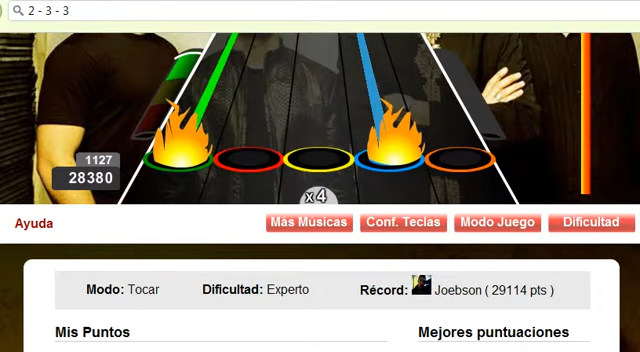 2 - 3 - 3
1127
28380
x 4
Ayuda
Más Músicas Conf. Teclas Modo Juego Dificultad
Modo: Tocar Dificultad: Experto Récord: Joebson ( 29114 pts )
Mis Puntos Mejores puntuaciones